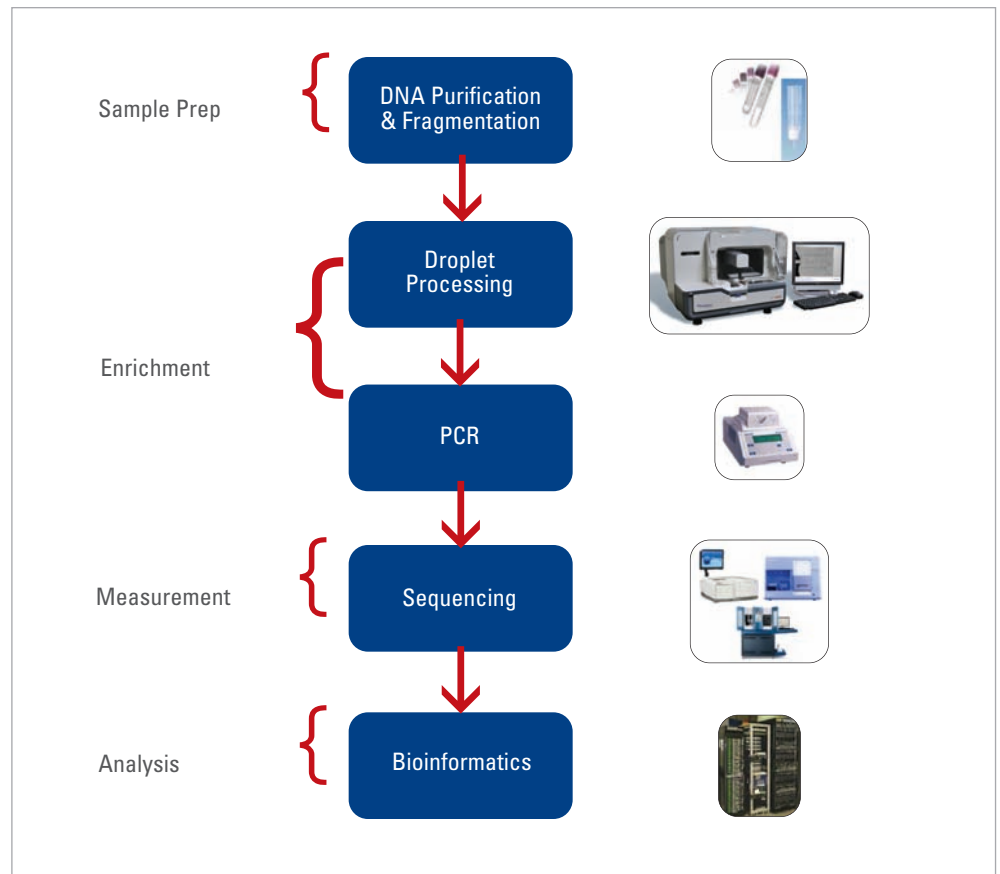 Sample Prep
DNA Purification
& Fragmentation
Droplet
Processing
Enrichment
PCR
Measurement
Sequencing
Analysis
Bioinformatics